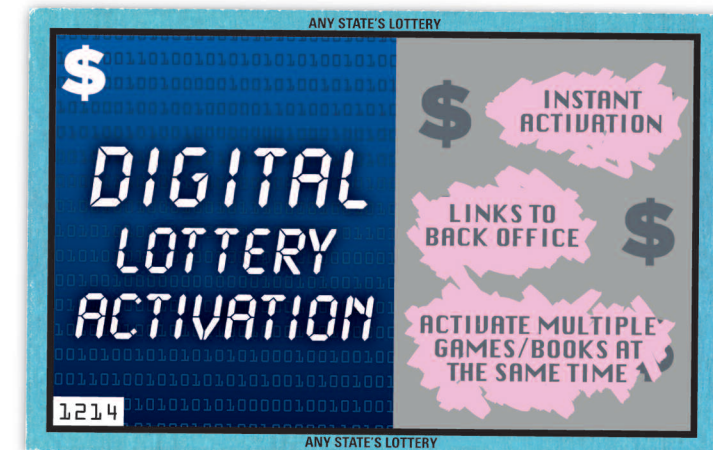 ANY STATE'S LOTTERY
$
DIGITAL
LOTTERY
ACTIVATION
1214
$
INSTANT
ACTIVATION
LINKS TO
BACK OFFICE
$
ACTIVATE MULTIPLE
GAMES/BOOKS AT
THE SAME TIME
ANY STATE'S LOTTERY